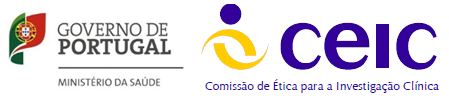 GOVERNO DE
PORTUGAL
MINISTÉRIO DA SAÚDE
ceic
Comissão de Ética para a Investigação Clínica